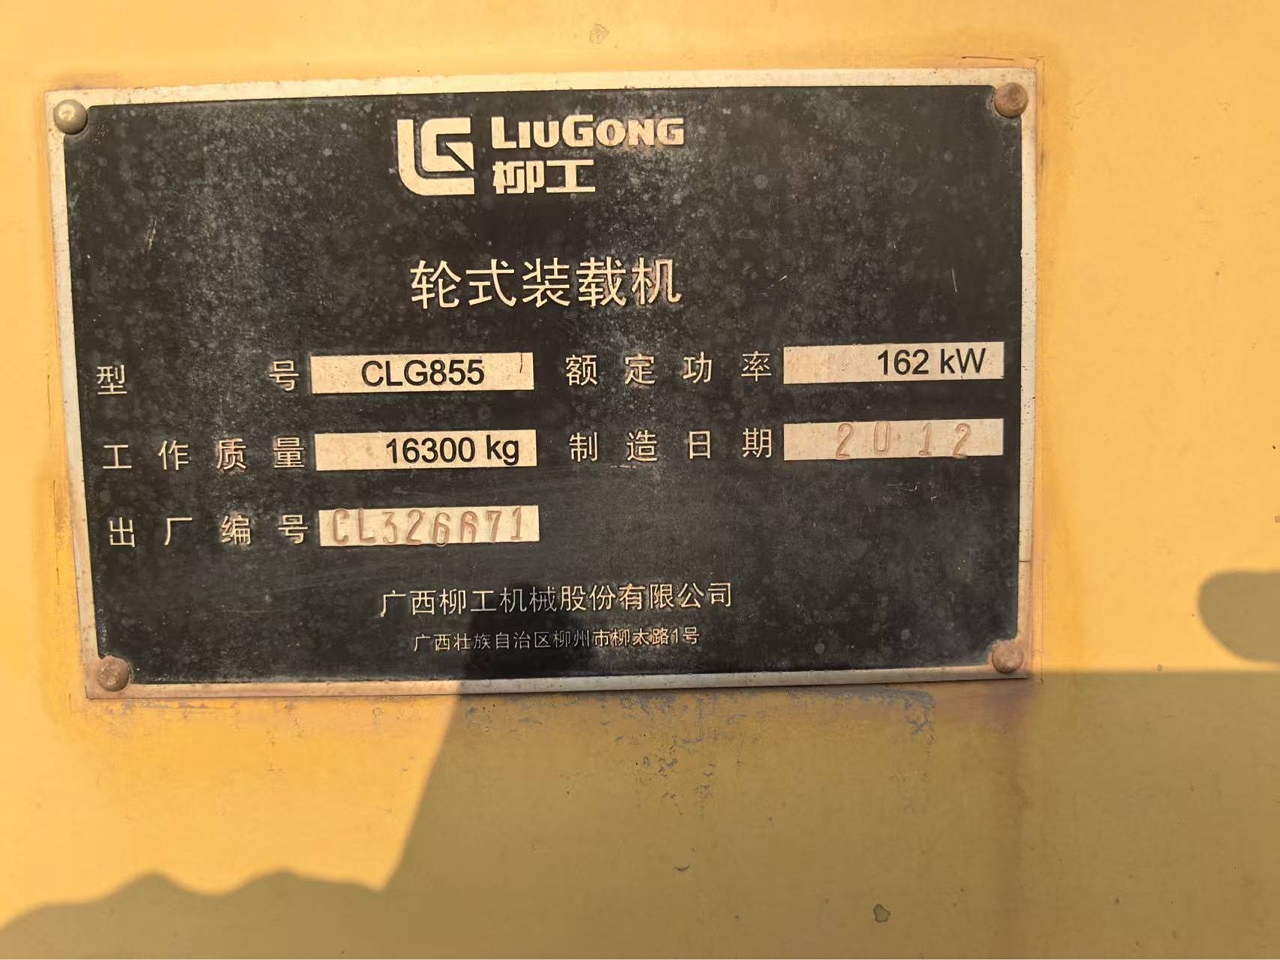 LIUGONG
柳工
轮式装载机
型号 CLG855 额定功率 162 kW
工作质量 16300 kg 制造日期 2012
出厂编号 CL326671
广西柳工机械股份有限公司
广西壮族自治区柳州市柳太路1号